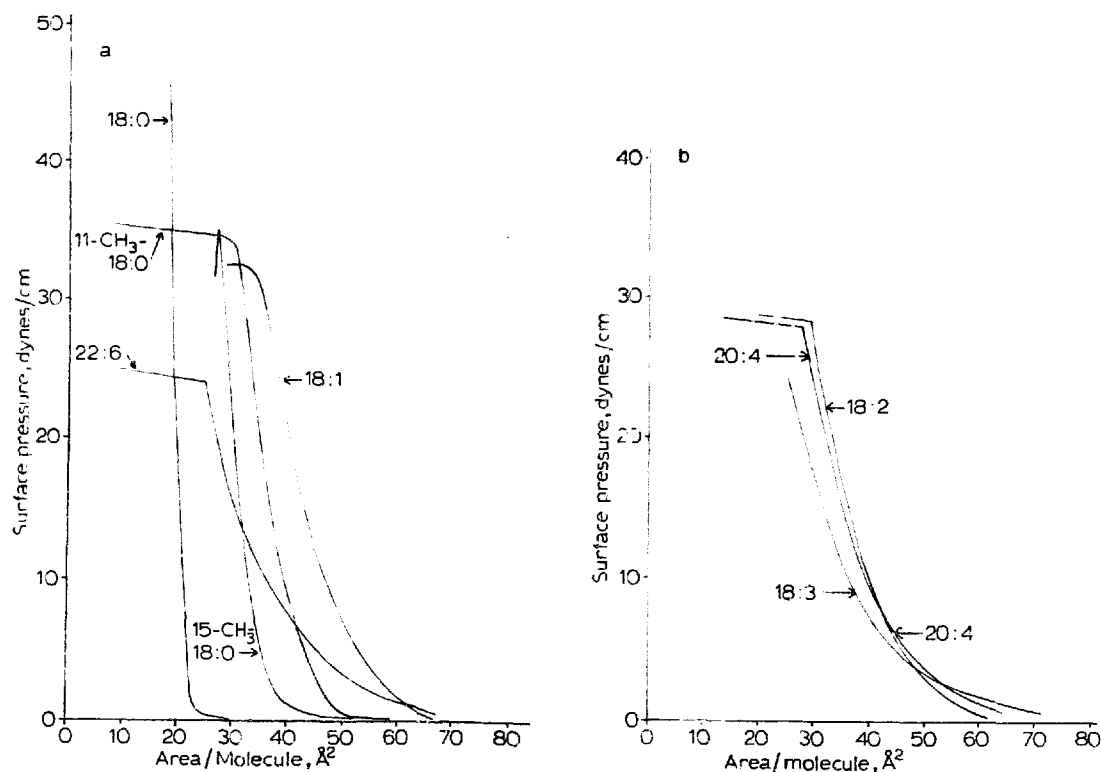 a
50
40
30
20
10
0
Surface pressure, dynes/cm
18:0
11-CH3-
18:0
22:6
18:1
15-CH3
18:0
0 10 20 30 40 50 60 70 80
Area/Molecule, Å²
b
40
30
20
10
0
Surface pressure, dynes/cm
20:4
18:2
18:3
20:4
0 10 20 30 40 50 60 70 80
Area/molecule, Å²